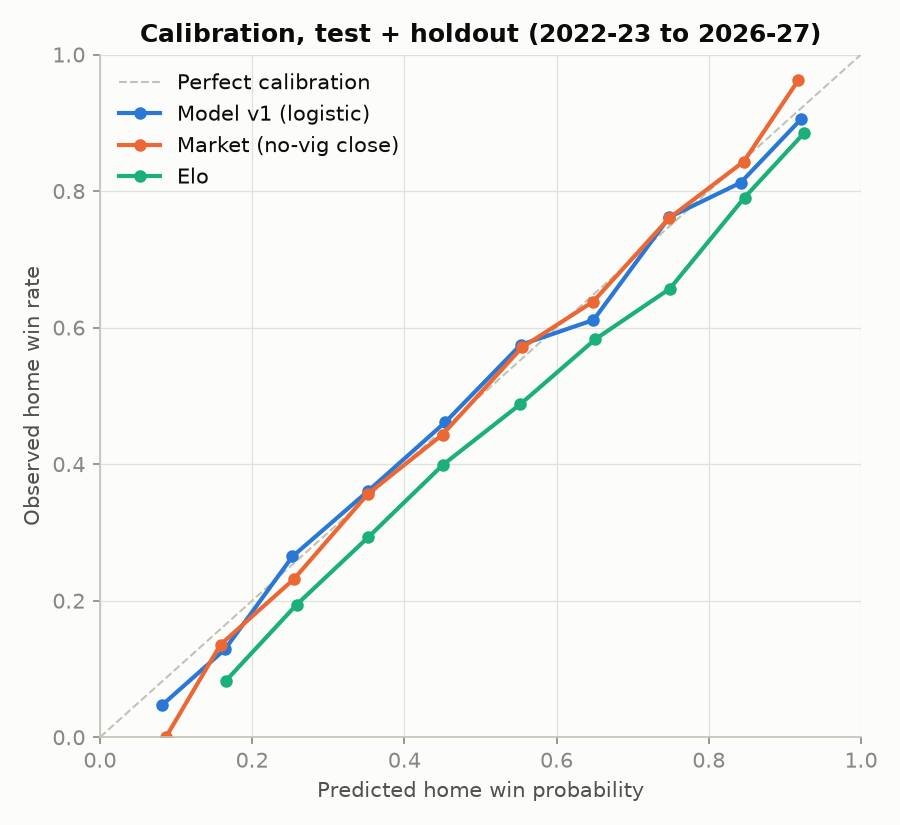 Calibration, test + holdout (2022-23 to 2026-27)
Perfect calibration
Model v1 (logistic)
Market (no-vig close)
Elo
Observed home win rate
1.0
0.8
0.6
0.4
0.2
0.0
0.0 0.2 0.4 0.6 0.8 1.0
Predicted home win probability